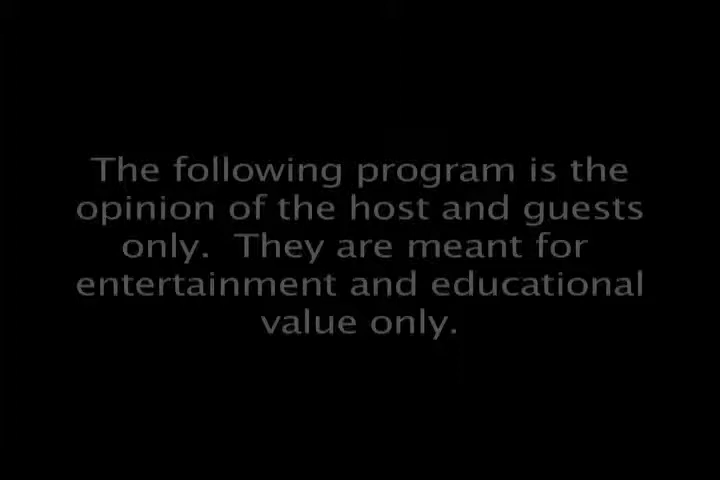 The following program is the
opinion of the host and guests
only.  They are meant for
entertainment and educational
value only.